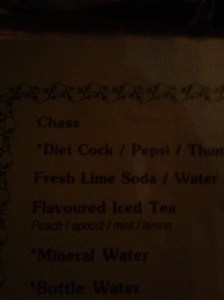 Chass
*Diet Cock / Pepsi / Thum
Fresh Lime Soda / Water
Flavoured Iced Tea
Peach / apricot / mint / lemon
*Mineral Water
*Bottle Water